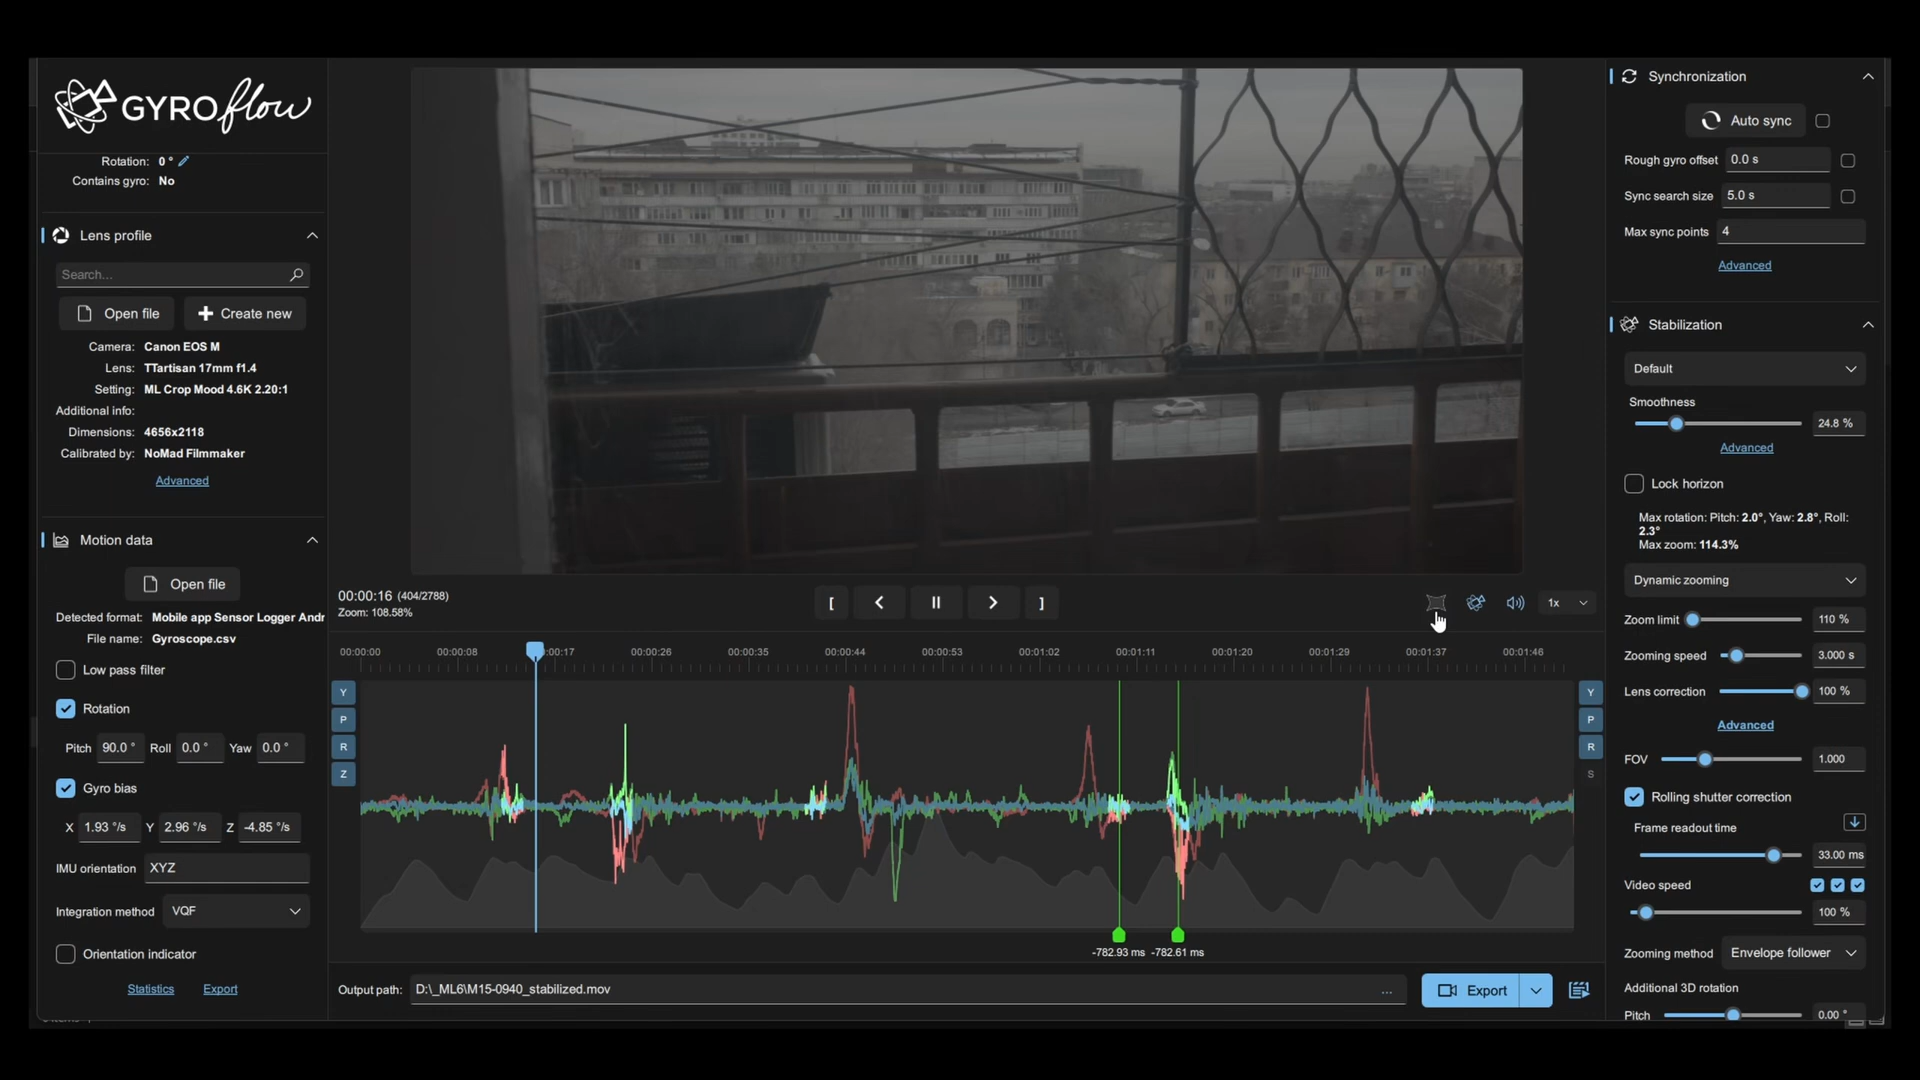 GYROflow
Rotation: 0 °
Contains gyro: No
Lens profile
Search...
Open file
Create new
Camera: Canon EOS M
Lens: TTartisan 17mm f1.4
Setting: ML Crop Mood 4.6K 2.20:1
Additional info:
Dimensions: 4656x2118
Calibrated by: NoMad Filmmaker
Advanced
Motion data
Open file
Detected format: Mobile app Sensor Logger Andr
File name: Gyroscope.csv
Low pass filter
Rotation
Pitch 90.0 ° Roll 0.0 ° Yaw 0.0 °
Gyro bias
X 1.93 °/s Y 2.96 °/s Z -4.85 °/s
IMU orientation XYZ
Integration method VQF
Orientation indicator
Statistics Export
00:00:16 (404/2788)
Zoom: 108.58%
[ ]
1x
00:00:00 00:00:08 00:00:17 00:00:26 00:00:35 00:00:44 00:00:53 00:01:02 00:01:11 00:01:20 00:01:29 00:01:37 00:01:46
Y
P
R
Z
Y
P
R
S
-782.93 ms -782.61 ms
Output path: D:\_ML6\M15-0940_stabilized.mov ...
Export
Synchronization
Auto sync
Rough gyro offset 0.0 s
Sync search size 5.0 s
Max sync points 4
Advanced
Stabilization
Default
Smoothness
24.8 %
Advanced
Lock horizon
Max rotation: Pitch: 2.0°, Yaw: 2.8°, Roll:
2.3°
Max zoom: 114.3%
Dynamic zooming
Zoom limit 110 %
Zooming speed 3.000 s
Lens correction 100 %
Advanced
FOV 1.000
Rolling shutter correction
Frame readout time
33.00 ms
Video speed
100 %
Zooming method Envelope follower
Additional 3D rotation
Pitch 0.00 °